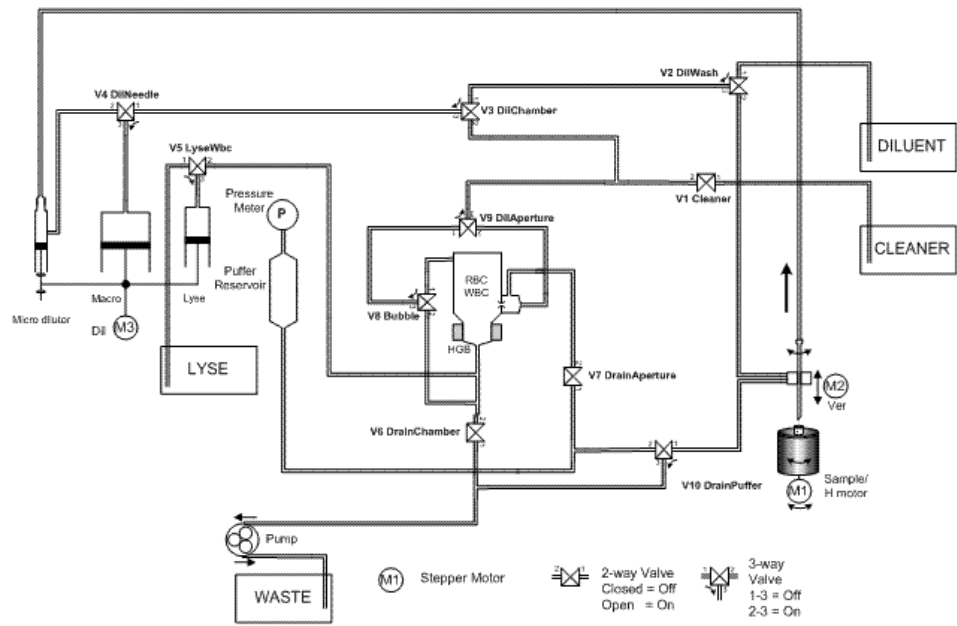 V2 DilWash
V4 DilNeedle
V3 DilChamber
DILUENT
V5 LyseWbc
Pressure
Meter
P
V1 Cleaner
V9 DilAperture
CLEANER
Puffer
Reservoir
RBC
WBC
Macro
Lyse
Micro dilutor
V8 Bubble
Dil
M3
HGB
LYSE
V7 DrainAperture
M2
Ver
V6 DrainChamber
V10 DrainPuffer
Sample/
H motor
M1
Pump
WASTE
M1
Stepper Motor
2-way Valve
Closed = Off
Open = On
3-way
Valve
1-3 = Off
2-3 = On